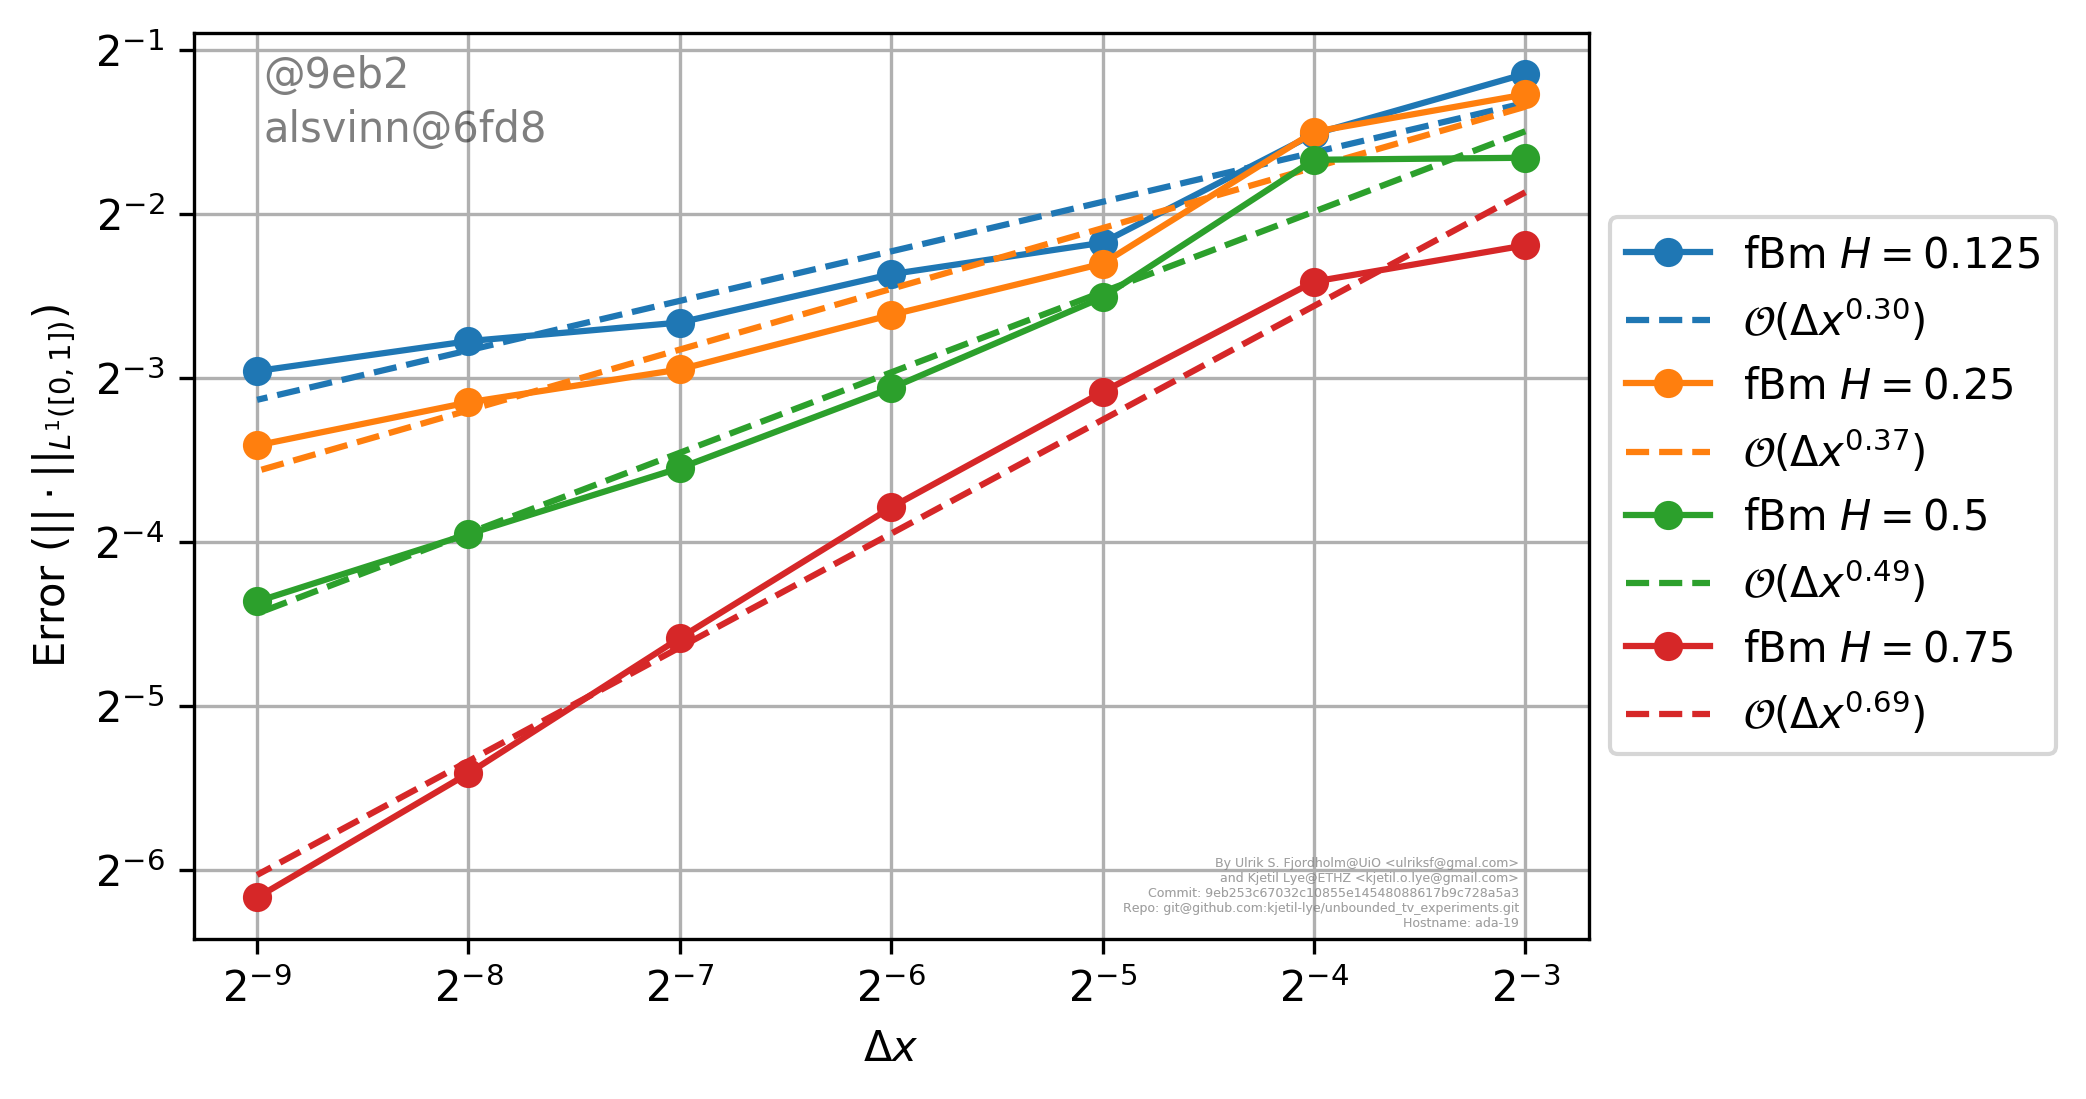 @9eb2
alsvinn@6fd8
2⁻¹
2⁻²
2⁻³
2⁻⁴
2⁻⁵
2⁻⁶
Error (||·||_{L¹([0, 1])})
2⁻⁹ 2⁻⁸ 2⁻⁷ 2⁻⁶ 2⁻⁵ 2⁻⁴ 2⁻³
Δx
fBm H = 0.125
𝒪(Δx^{0.30})
fBm H = 0.25
𝒪(Δx^{0.37})
fBm H = 0.5
𝒪(Δx^{0.49})
fBm H = 0.75
𝒪(Δx^{0.69})
By Ulrik S. Fjordholm@UiO <ulriksf@gmal.com>
and Kjetil Lye@ETHZ <kjetil.o.lye@gmail.com>
Commit: 9eb253c67032c10855e14548088617b9c728a5a3
Repo: git@github.com:kjetil-lye/unbounded_tv_experiments.git
Hostname: ada-19